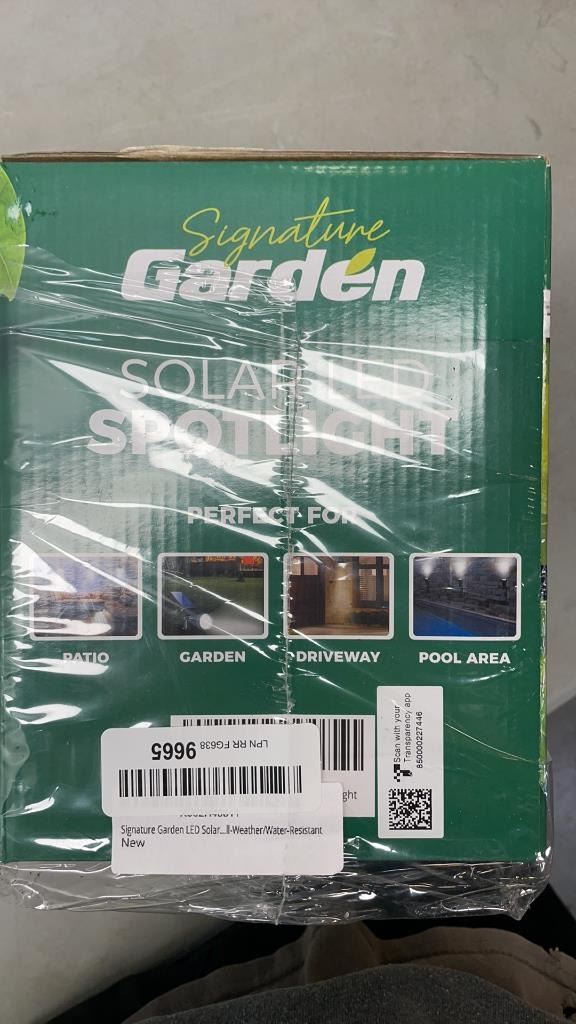 Signature
Garden
SOLAR LED
SPOTLIGHT
PERFECT FOR
PATIO
GARDEN
DRIVEWAY
POOL AREA
Scan with your
Transparency app
850000227446
LPN RR FG638
9665
Signature Garden LED Solar...ll-Weather/Water-Resistant
New